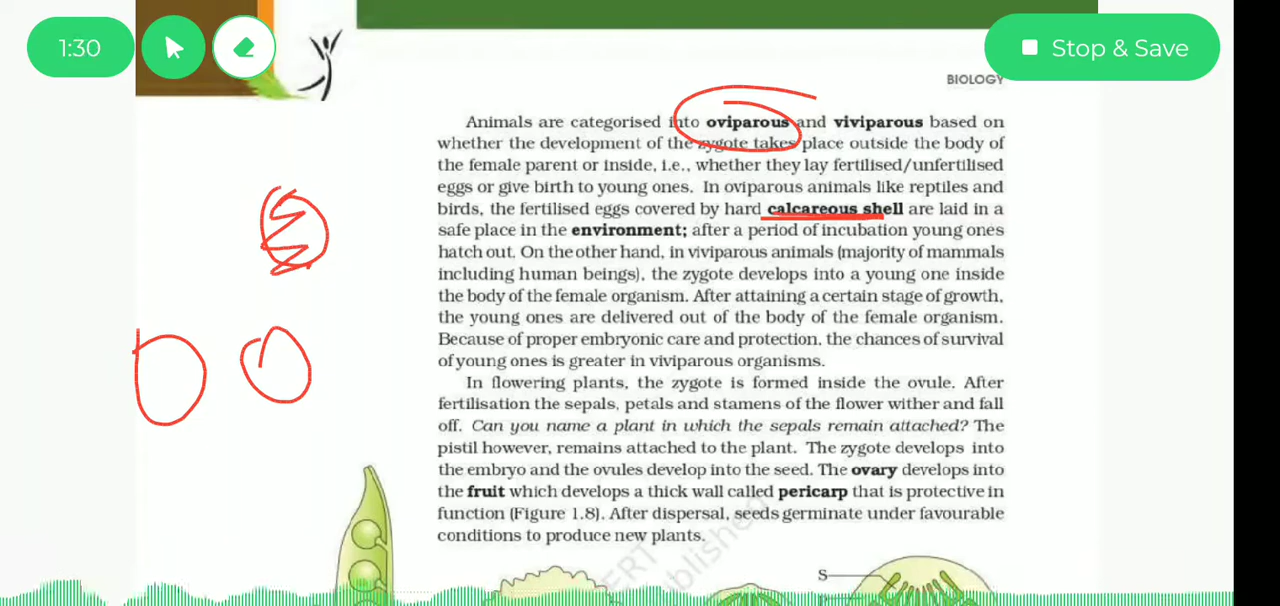 1:30
Stop & Save
BIOLOGY
Animals are categorised into oviparous and viviparous based on
whether the development of the zygote takes place outside the body of
the female parent or inside, i.e., whether they lay fertilised/unfertilised
eggs or give birth to young ones. In oviparous animals like reptiles and
birds, the fertilised eggs covered by hard calcareous shell are laid in a
safe place in the environment; after a period of incubation young ones
hatch out. On the other hand, in viviparous animals (majority of mammals
including human beings), the zygote develops into a young one inside
the body of the female organism. After attaining a certain stage of growth,
the young ones are delivered out of the body of the female organism.
Because of proper embryonic care and protection, the chances of survival
of young ones is greater in viviparous organisms.
In flowering plants, the zygote is formed inside the ovule. After
fertilisation the sepals, petals and stamens of the flower wither and fall
off. Can you name a plant in which the sepals remain attached? The
pistil however, remains attached to the plant. The zygote develops into
the embryo and the ovules develop into the seed. The ovary develops into
the fruit which develops a thick wall called pericarp that is protective in
function (Figure 1.8). After dispersal, seeds germinate under favourable
conditions to produce new plants.
S